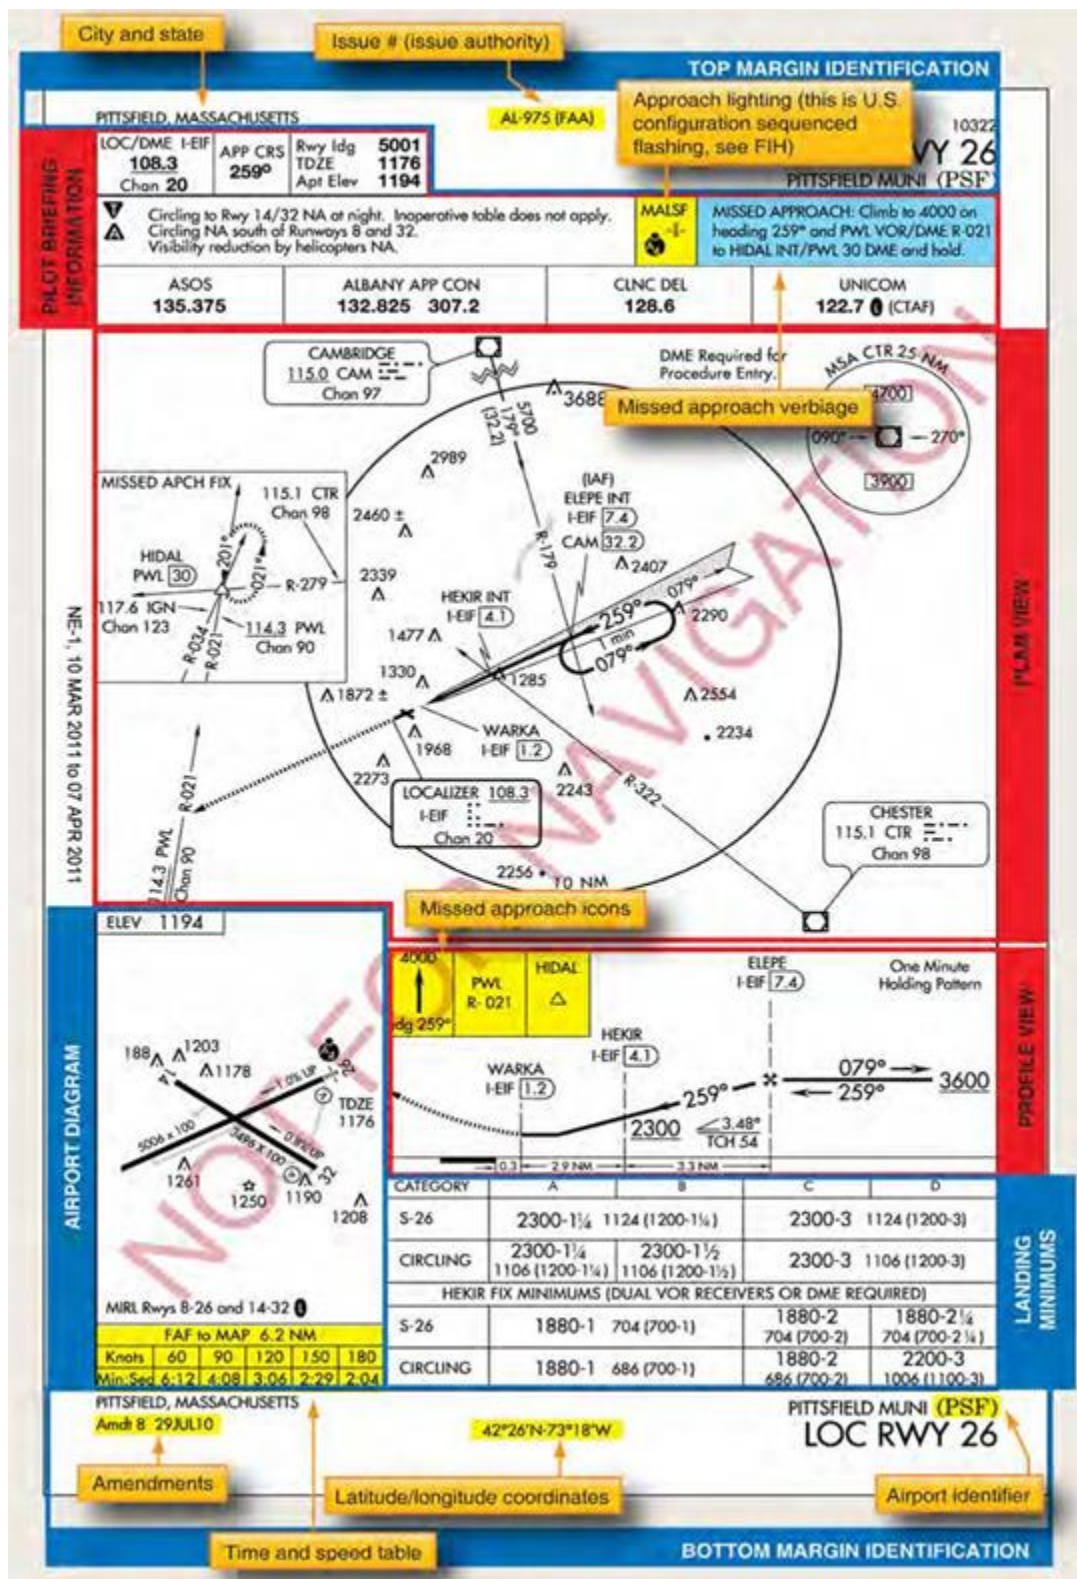 City and state
Issue # (issue authority)
TOP MARGIN IDENTIFICATION
PITTSFIELD, MASSACHUSETTS
AL-975 (FAA)
Approach lighting (this is U.S.
configuration sequenced
flashing, see FIH)
10322
WY 26
PITTSFIELD MUNI (PSF)
PILOT BRIEFING
INFORMATION
LOC/DME I-EIF
108.3
Chan 20
APP CRS
259°
Rwy ldg 5001
TDZE 1176
Apt Elev 1194
T
A
Circling to Rwy 14/32 NA at night. Inoperative table does not apply.
Circling NA south of Runways 8 and 32.
Visibility reduction by helicopters NA.
MALSF
MISSED APPROACH: Climb to 4000 on
heading 259° and PWL VOR/DME R-021
to HIDAL INT/PWL 30 DME and hold.
ASOS
135.375
ALBANY APP CON
132.825 307.2
CLNC DEL
128.6
UNICOM
122.7 L (CTAF)
CAMBRIDGE
115.0 CAM
Chan 97
DME Required for
Procedure Entry.
Missed approach verbiage
MSA CTR 25 NM
4700
090°
270°
3900
5700
179°
(32.2)
3688
2989
MISSED APCH FIX
115.1 CTR
Chan 98
HIDAL
PWL 30
201°
021°
R-279
117.6 IGN
Chan 123
R-034
R-021
114.3 PWL
Chan 90
2460 ±
2339
(IAF)
ELEPE INT
I-EIF 7.4
CAM 32.2
R-179
2407
HEKIR INT
I-EIF 4.1
079°
259°
1 min
079°
2290
1477
1330
1285
1872 ±
2554
WARKA
I-EIF 1.2
1968
2234
2273
2243
R-322
LOCALIZER 108.3
I-EIF
Chan 20
CHESTER
115.1 CTR
Chan 98
R-021
114.3 PWL
Chan 90
2256
10 NM
PLAN VIEW
NE-1, 10 MAR 2011 to 07 APR 2011
NOT FOR NAVIGATION
Missed approach icons
AIRPORT DIAGRAM
ELEV 1194
188
1203
1178
14
26
1.0% UP
TDZE
1176
5006 x 100
3496 x 100
0.9% UP
32
1261
1250
1190
1208
MIRL Rwys 8-26 and 14-32 L
FAF to MAP 6.2 NM
Knots 60 90 120 150 180
Min:Sec 6:12 4:08 3:06 2:29 2:04
4000
dg 259°
PWL
R- 021
HIDAL
ELEPE
I-EIF 7.4
One Minute
Holding Pattern
HEKIR
I-EIF 4.1
WARKA
I-EIF 1.2
079°
259°
3600
259°
2300
3.48°
TCH 54
0.3 2.9 NM 3.3 NM
PROFILE VIEW
CATEGORY A B C D
S-26 2300-1¼ 1124 (1200-1¼) 2300-3 1124 (1200-3)
CIRCLING 2300-1¼ 1106 (1200-1¼) 2300-1½ 1106 (1200-1½) 2300-3 1106 (1200-3)
HEKIR FIX MINIMUMS (DUAL VOR RECEIVERS OR DME REQUIRED)
S-26 1880-1 704 (700-1) 1880-2 704 (700-2) 1880-2¼ 704 (700-2¼)
CIRCLING 1880-1 686 (700-1) 1880-2 686 (700-2) 2200-3 1006 (1100-3)
LANDING
MINIMUMS
PITTSFIELD, MASSACHUSETTS
Amdt 8 29JUL10
42°26'N-73°18'W
PITTSFIELD MUNI (PSF)
LOC RWY 26
Amendments
Latitude/longitude coordinates
Airport identifier
Time and speed table
BOTTOM MARGIN IDENTIFICATION